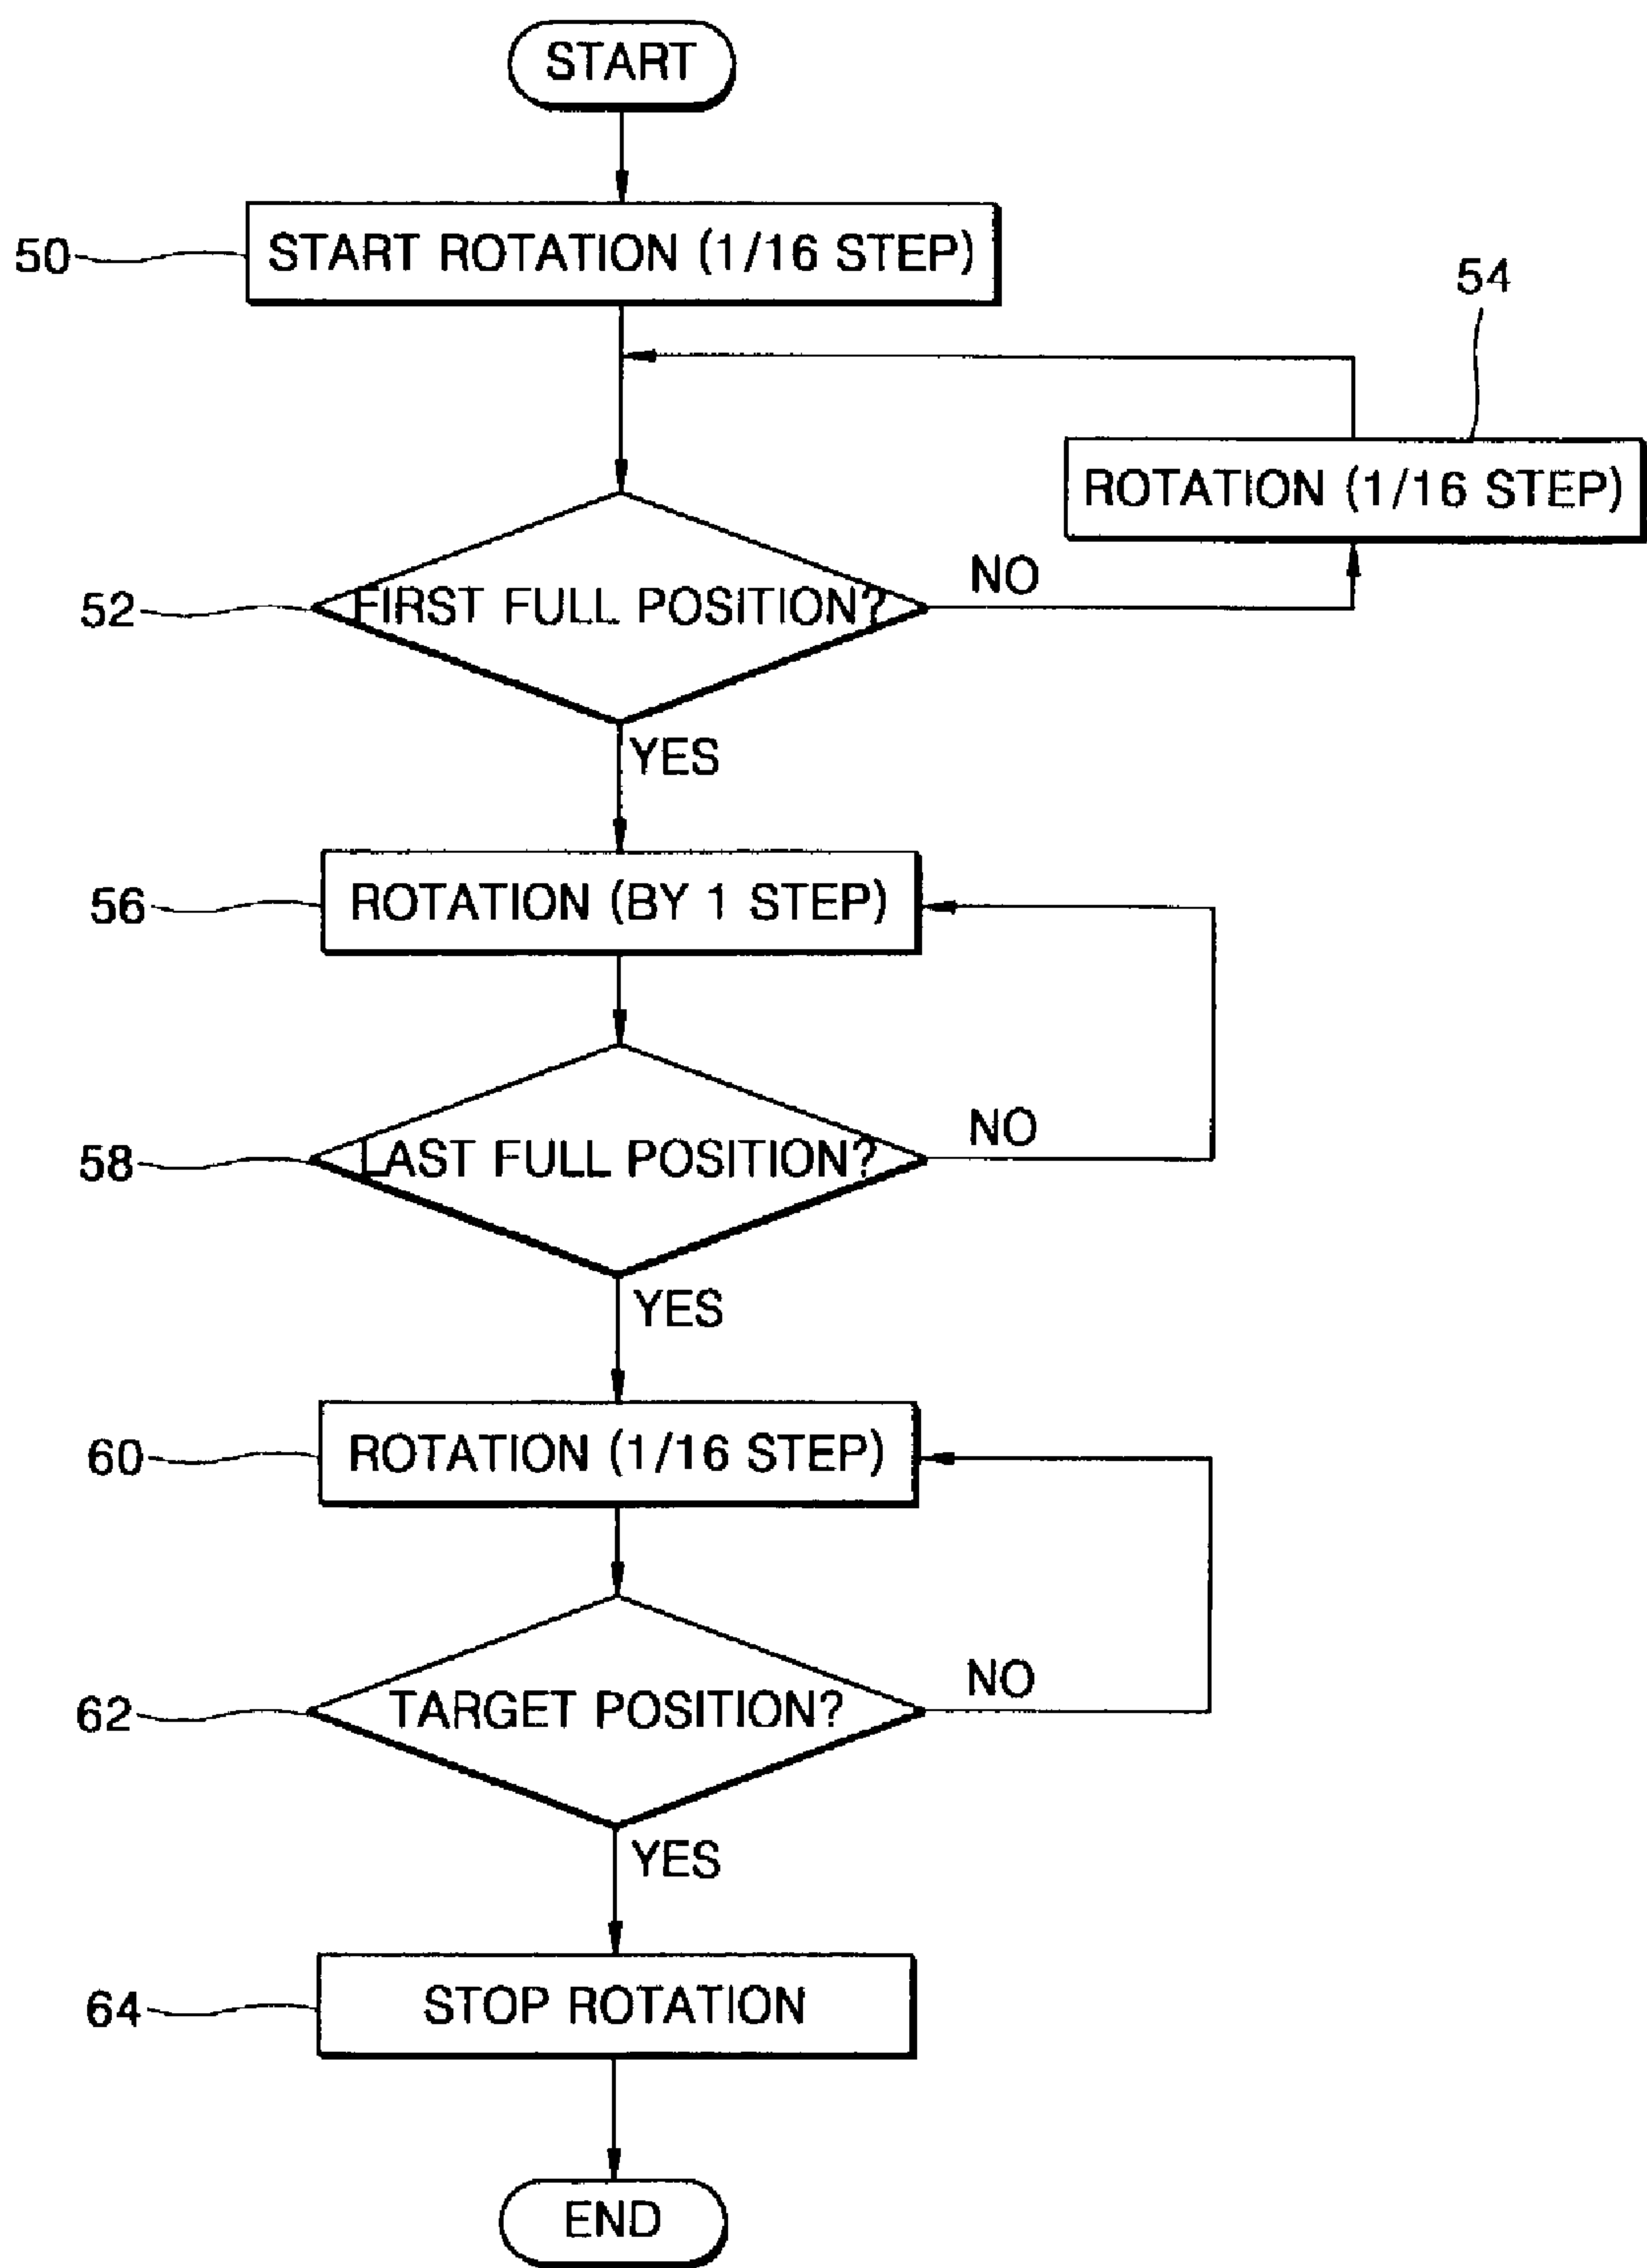 START
50
START ROTATION (1/16 STEP)
54
ROTATION (1/16 STEP)
52
FIRST FULL POSITION?
NO
YES
56
ROTATION (BY 1 STEP)
58
LAST FULL POSITION?
NO
YES
60
ROTATION (1/16 STEP)
62
TARGET POSITION?
NO
YES
64
STOP ROTATION
END